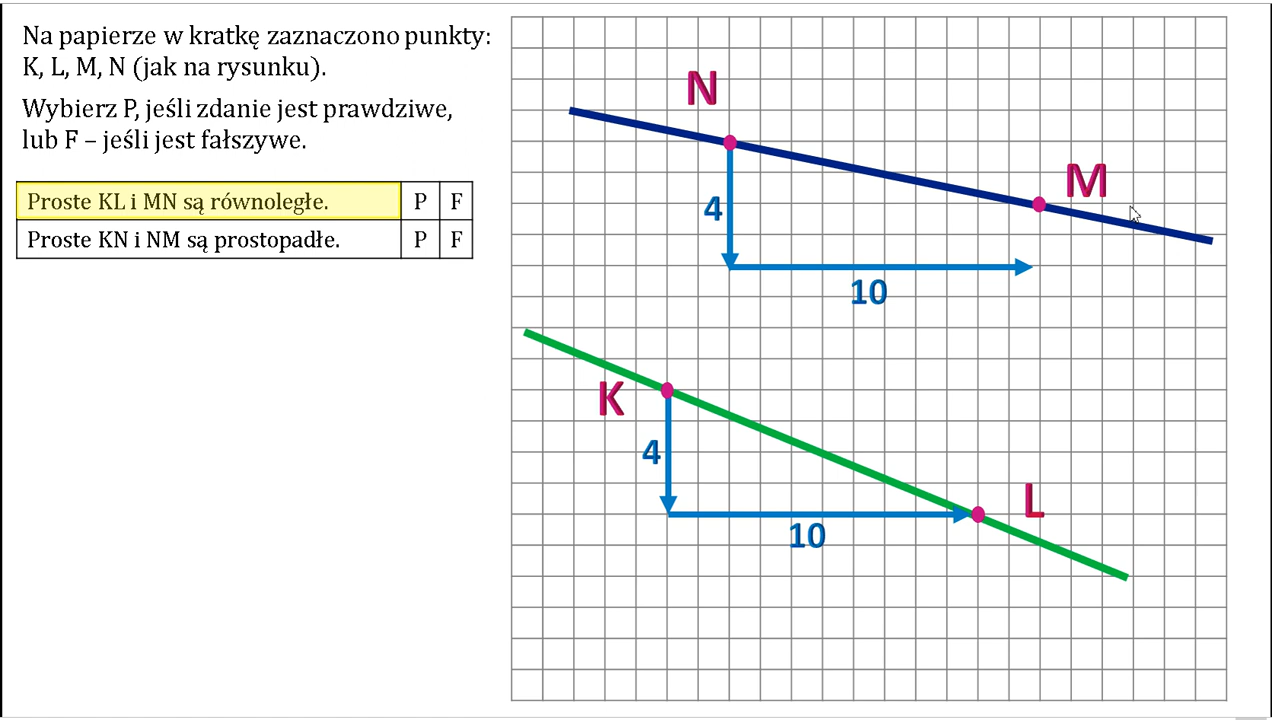 Na papierze w kratkę zaznaczono punkty:
K, L, M, N (jak na rysunku).
Wybierz P, jeśli zdanie jest prawdziwe,
lub F – jeśli jest fałszywe.
Proste KL i MN są równoległe. P F
Proste KN i NM są prostopadłe. P F
N
M
4
10
K
4
L
10